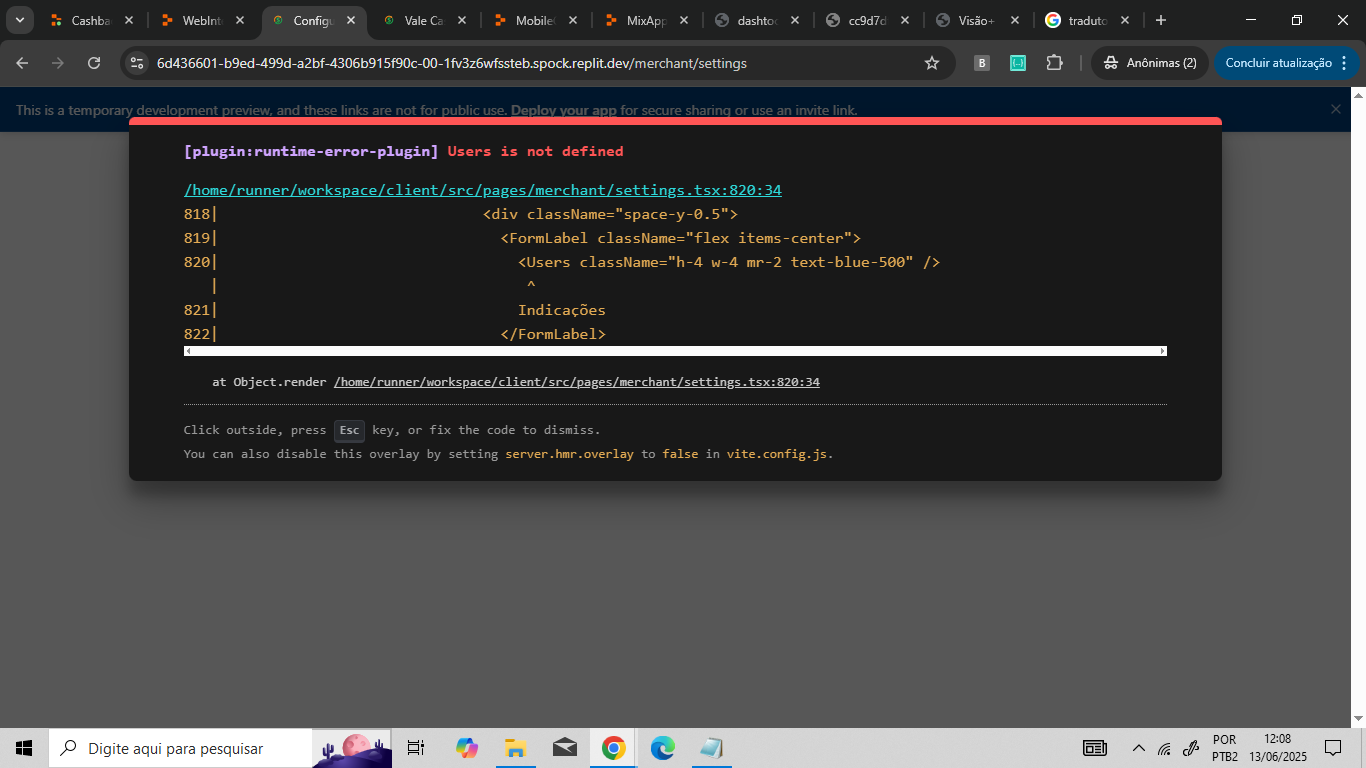 Cashba
WebInt
Configu
Vale Ca
Mobile
MixApp
dashto
cc9d7d
Visão+
traduto
6d436601-b9ed-499d-a2bf-4306b915f90c-00-1fv3z6wfssteb.spock.replit.dev/merchant/settings
B
Anônimas (2)
Concluir atualização
This is a temporary development preview, and these links are not for public use. Deploy your app for secure sharing or use an invite link.
[plugin:runtime-error-plugin] Users is not defined
/home/runner/workspace/client/src/pages/merchant/settings.tsx:820:34
818|                              <div className="space-y-0.5">
819|                                <FormLabel className="flex items-center">
820|                                  <Users className="h-4 w-4 mr-2 text-blue-500" />
   |                                   ^
821|                                  Indicações
822|                                </FormLabel>
at Object.render /home/runner/workspace/client/src/pages/merchant/settings.tsx:820:34
Click outside, press Esc key, or fix the code to dismiss.
You can also disable this overlay by setting server.hmr.overlay to false in vite.config.js.
Digite aqui para pesquisar
POR
PTB2
12:08
13/06/2025